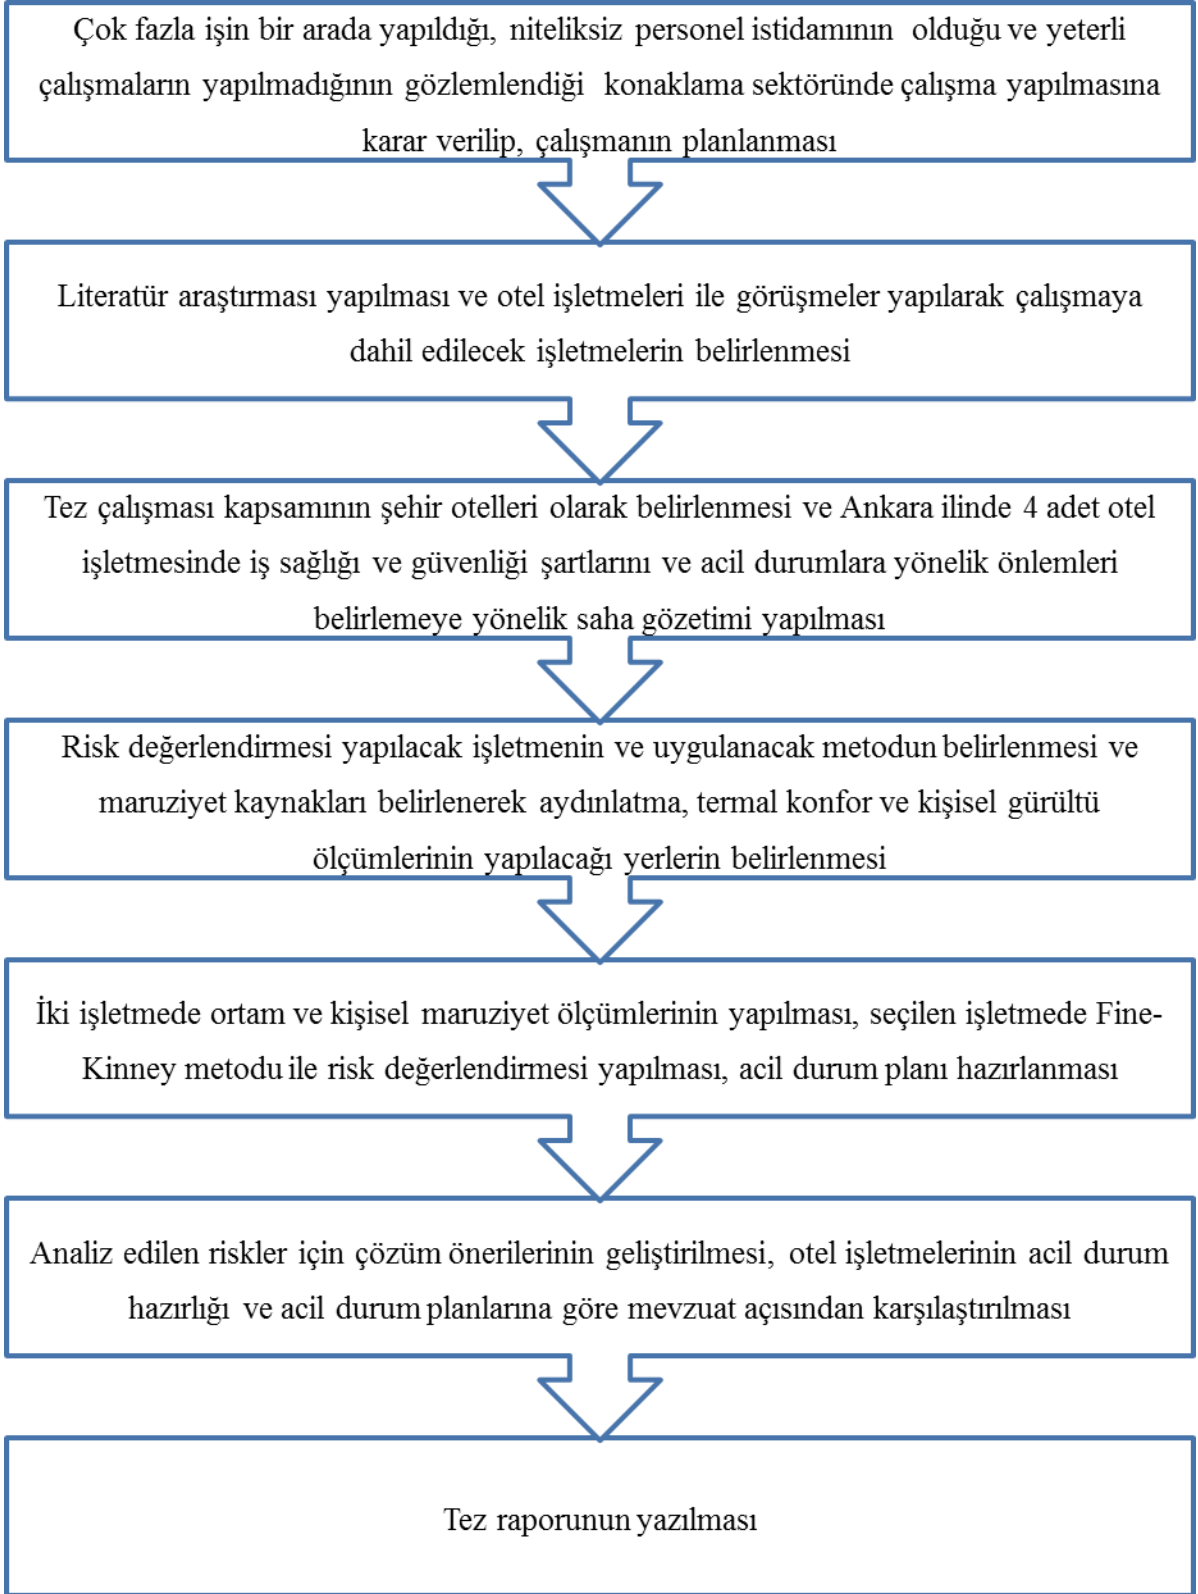 Çok fazla işin bir arada yapıldığı, niteliksiz personel istidamının olduğu ve yeterli
çalışmaların yapılmadığının gözlemlendiği konaklama sektöründe çalışma yapılmasına
karar verilip, çalışmanın planlanması
Literatür araştırması yapılması ve otel işletmeleri ile görüşmeler yapılarak çalışmaya
dahil edilecek işletmelerin belirlenmesi
Tez çalışması kapsamının şehir otelleri olarak belirlenmesi ve Ankara ilinde 4 adet otel
işletmesinde iş sağlığı ve güvenliği şartlarını ve acil durumlara yönelik önlemleri
belirlemeye yönelik saha gözetimi yapılması
Risk değerlendirmesi yapılacak işletmenin ve uygulanacak metodun belirlenmesi ve
maruziyet kaynakları belirlenerek aydınlatma, termal konfor ve kişisel gürültü
ölçümlerinin yapılacağı yerlerin belirlenmesi
İki işletmede ortam ve kişisel maruziyet ölçümlerinin yapılması, seçilen işletmede Fine-
Kinney metodu ile risk değerlendirmesi yapılması, acil durum planı hazırlanması
Analiz edilen riskler için çözüm önerilerinin geliştirilmesi, otel işletmelerinin acil durum
hazırlığı ve acil durum planlarına göre mevzuat açısından karşılaştırılması
Tez raporunun yazılması